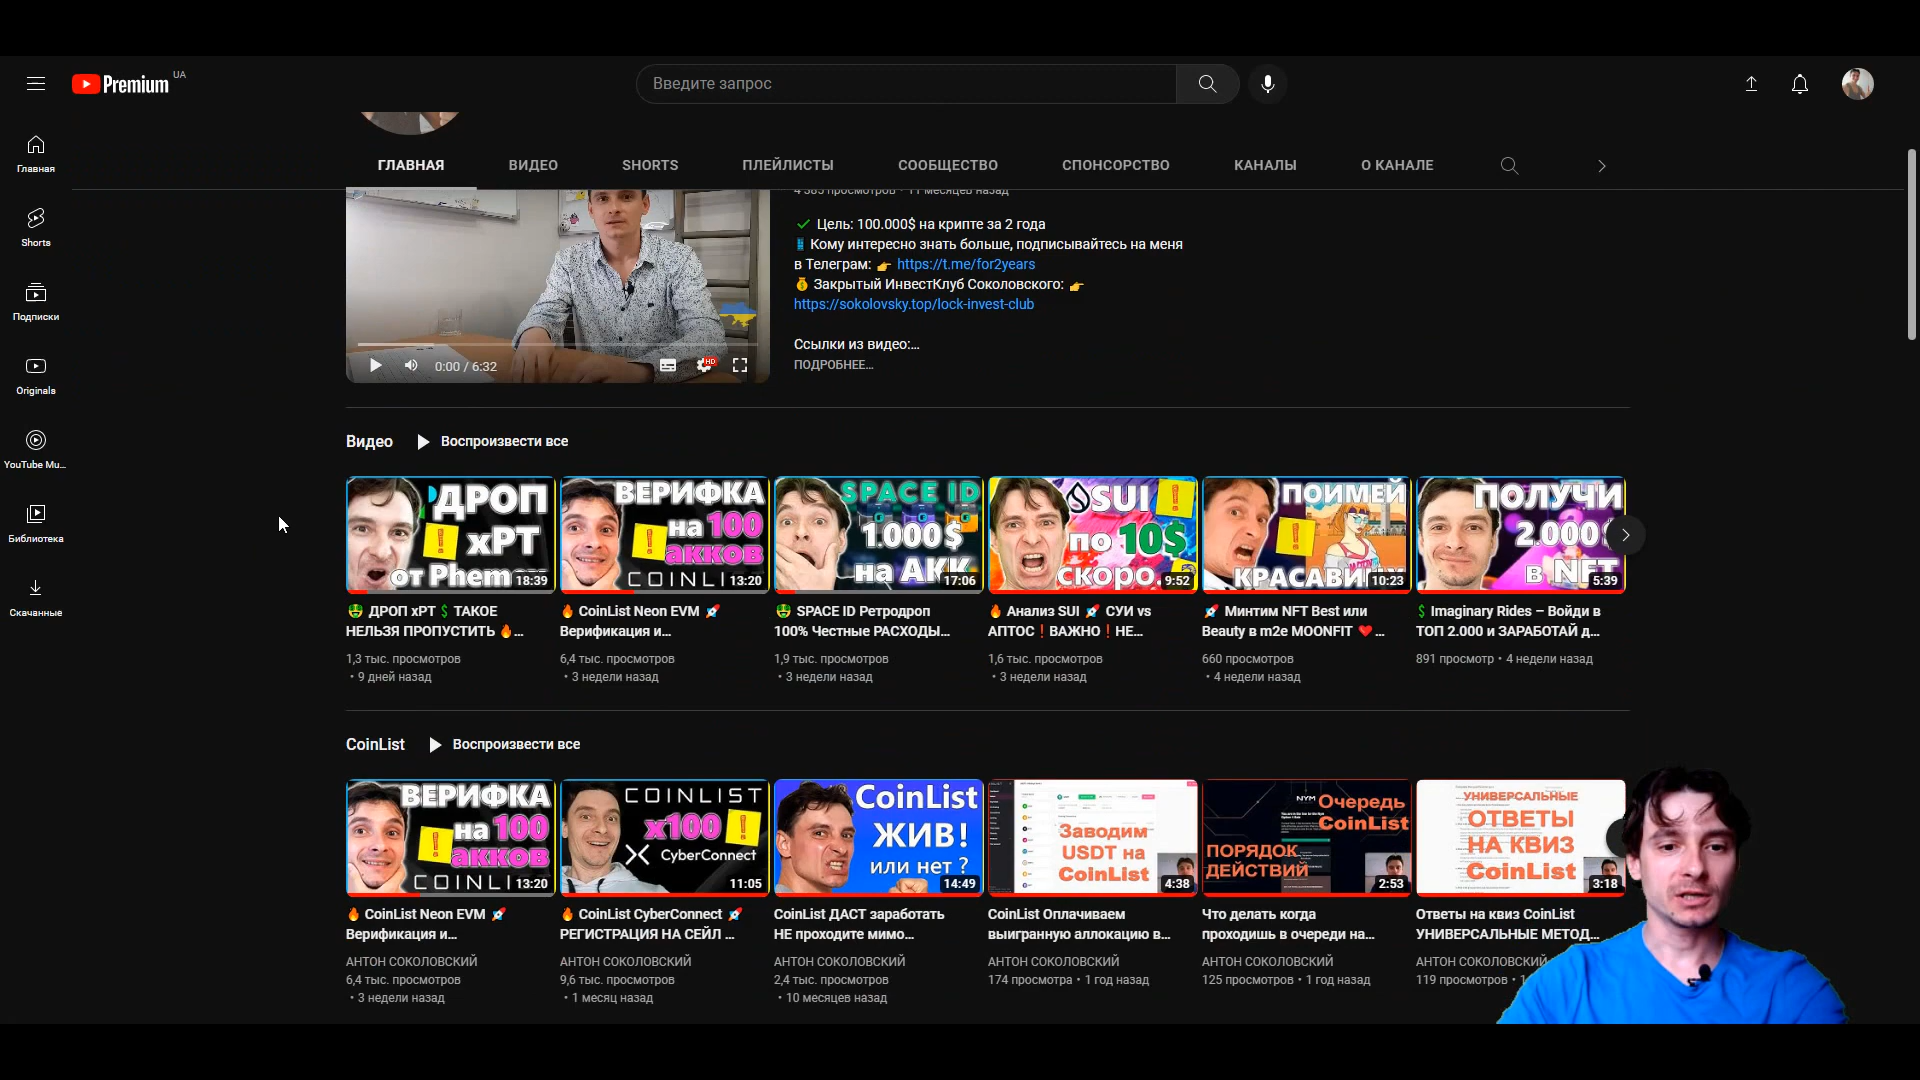 Premium UA
Введите запрос
Главная
Shorts
Подписки
Originals
YouTube Mu...
Библиотека
Скачанные
ГЛАВНАЯ ВИДЕО SHORTS ПЛЕЙЛИСТЫ СООБЩЕСТВО СПОНСОРСТВО КАНАЛЫ О КАНАЛЕ
4 385 просмотров • 11 месяцев назад
Цель: 100.000$ на крипте за 2 года
Кому интересно знать больше, подписывайтесь на меня
в Телеграм: https://t.me/for2years
Закрытый ИнвестКлуб Соколовского:
https://sokolovsky.top/lock-invest-club
Ссылки из видео:...
ПОДРОБНЕЕ...
0:00 / 6:32
HD
Видео Воспроизвести все
ДРОП
xPT
от Phem
18:39
ВЕРИФКА
на 100
акков
COINLI
13:20
SPACE ID
1.000$
на АКК
17:06
SUI
по 10$
скоро.
9:52
ПОИМЕЙ
КРАСАВИ
10:23
ПОЛУЧИ
2.000
в NFT
5:39
ДРОП xPT $ ТАКОЕ
НЕЛЬЗЯ ПРОПУСТИТЬ ...
1,3 тыс. просмотров
• 9 дней назад
CoinList Neon EVM
Верификация и...
6,4 тыс. просмотров
• 3 недели назад
SPACE ID Ретродроп
100% Честные РАСХОДЫ...
1,9 тыс. просмотров
• 3 недели назад
Анализ SUI СУИ vs
АПТОС ! ВАЖНО ! НЕ...
1,6 тыс. просмотров
• 3 недели назад
Минтим NFT Best или
Beauty в m2e MOONFIT ...
660 просмотров
• 4 недели назад
$ Imaginary Rides – Войди в
ТОП 2.000 и ЗАРАБОТАЙ д...
891 просмотр • 4 недели назад
CoinList Воспроизвести все
ВЕРИФКА
на 100
акков
COINLI
13:20
COINLIST
x100
CyberConnect
11:05
CoinList
ЖИВ!
или нет ?
14:49
Заводим
USDT на
CoinList
4:38
NYM Очередь
CoinList
ПОРЯДОК
ДЕЙСТВИЙ
2:53
УНИВЕРСАЛЬНЫЕ
ОТВЕТЫ
НА КВИЗ
CoinList
3:18
CoinList Neon EVM
Верификация и...
АНТОН СОКОЛОВСКИЙ
6,4 тыс. просмотров
• 3 недели назад
CoinList CyberConnect
РЕГИСТРАЦИЯ НА СЕЙЛ ...
АНТОН СОКОЛОВСКИЙ
9,6 тыс. просмотров
• 1 месяц назад
CoinList ДАСТ заработать
НЕ проходите мимо...
АНТОН СОКОЛОВСКИЙ
2,4 тыс. просмотров
• 10 месяцев назад
CoinList Оплачиваем
выигранную аллокацию в...
АНТОН СОКОЛОВСКИЙ
174 просмотра • 1 год назад
Что делать когда
проходишь в очереди на...
АНТОН СОКОЛОВСКИЙ
125 просмотров • 1 год назад
Ответы на квиз CoinList
УНИВЕРСАЛЬНЫЕ МЕТОД...
АНТОН СОКОЛОВСКИЙ
119 просмотров • 1